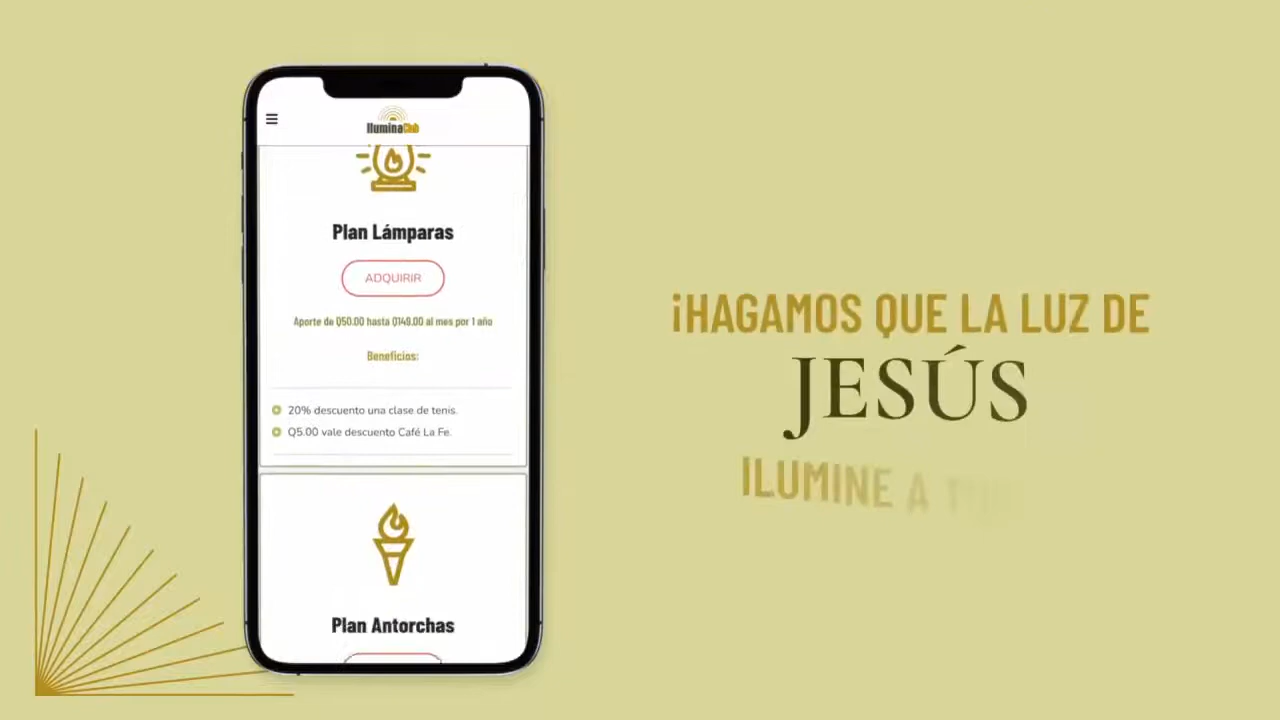 IluminaClub
Plan Lámparas
ADQUIRIR
Aporte de Q50.00 hasta Q149.00 al mes por 1 año
Beneficios:
20% descuento una clase de tenis.
Q5.00 vale descuento Café La Fe.
Plan Antorchas
¡HAGAMOS QUE LA LUZ DE
JESÚS
ILUMINE A